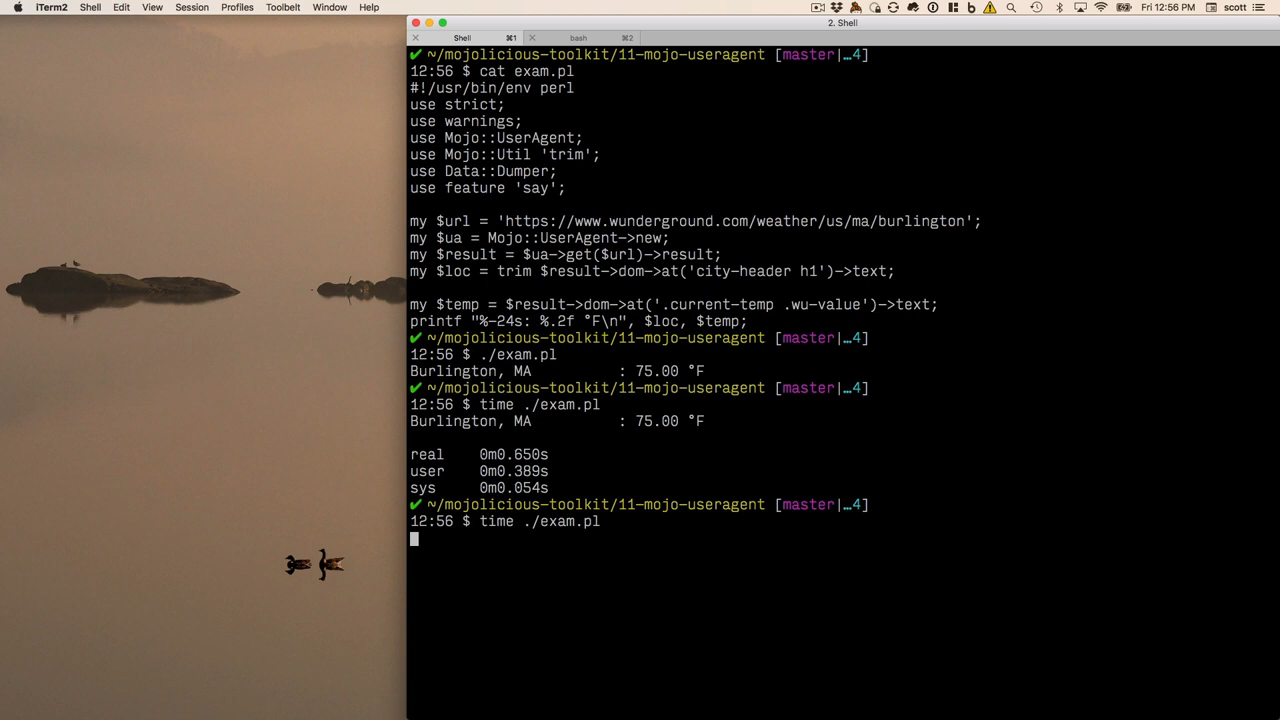 iTerm2 Shell Edit View Session Profiles Toolbelt Window Help Fri 12:56 PM scott
2. Shell
Shell ⌘1 bash ⌘2
✔ ~/mojolicious-toolkit/11-mojo-useragent [master|…4]
12:56 $ cat exam.pl
#!/usr/bin/env perl
use strict;
use warnings;
use Mojo::UserAgent;
use Mojo::Util 'trim';
use Data::Dumper;
use feature 'say';
my $url = 'https://www.wunderground.com/weather/us/ma/burlington';
my $ua = Mojo::UserAgent->new;
my $result = $ua->get($url)->result;
my $loc = trim $result->dom->at('city-header h1')->text;
my $temp = $result->dom->at('.current-temp .wu-value')->text;
printf "%-24s: %.2f °F\n", $loc, $temp;
✔ ~/mojolicious-toolkit/11-mojo-useragent [master|…4]
12:56 $ ./exam.pl
Burlington, MA : 75.00 °F
✔ ~/mojolicious-toolkit/11-mojo-useragent [master|…4]
12:56 $ time ./exam.pl
Burlington, MA : 75.00 °F
real 0m0.650s
user 0m0.389s
sys 0m0.054s
✔ ~/mojolicious-toolkit/11-mojo-useragent [master|…4]
12:56 $ time ./exam.pl